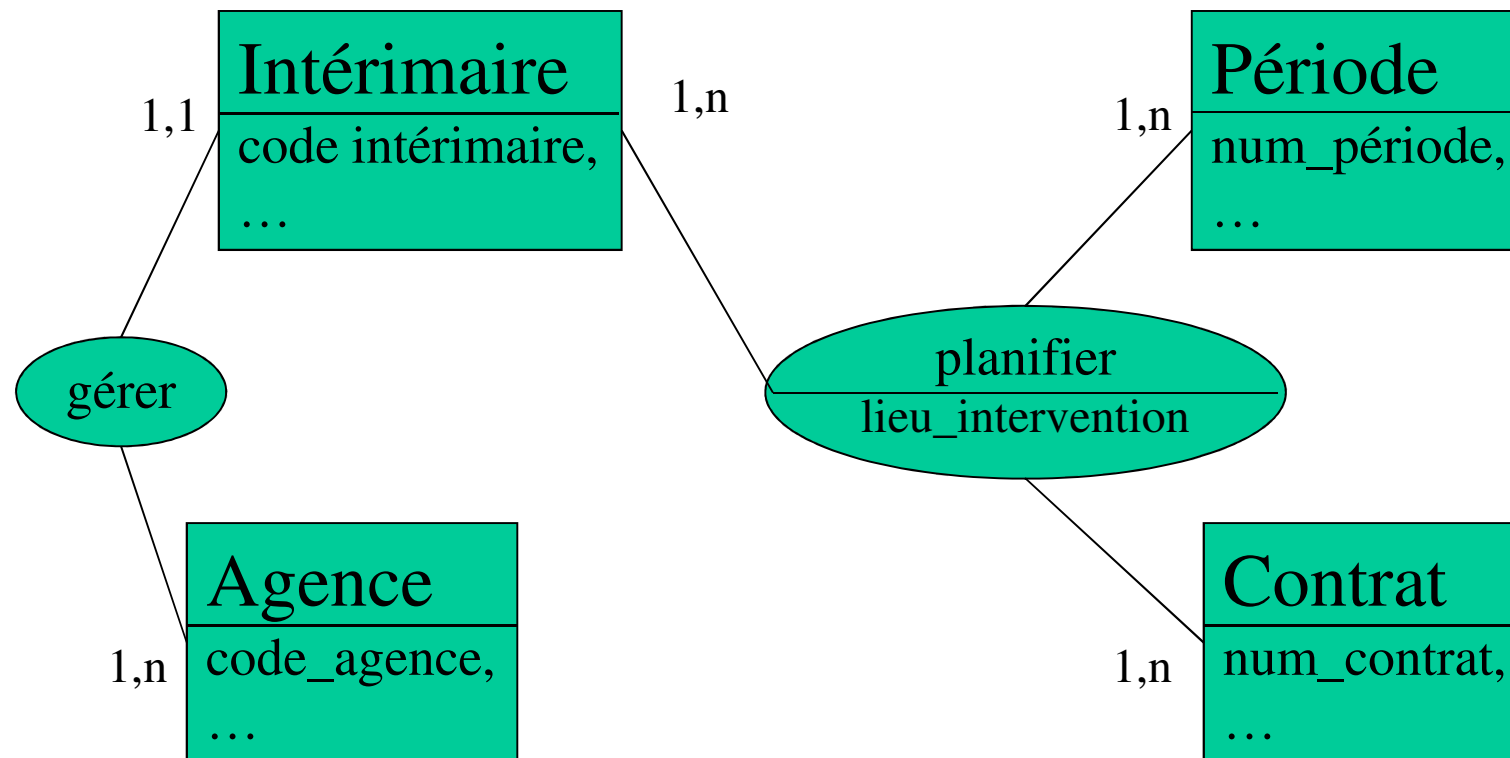 Intérimaire
code intérimaire,
…
1,1
1,n
Période
num_période,
…
1,n
gérer
planifier
lieu_intervention
Agence
code_agence,
…
1,n
Contrat
num_contrat,
…
1,n